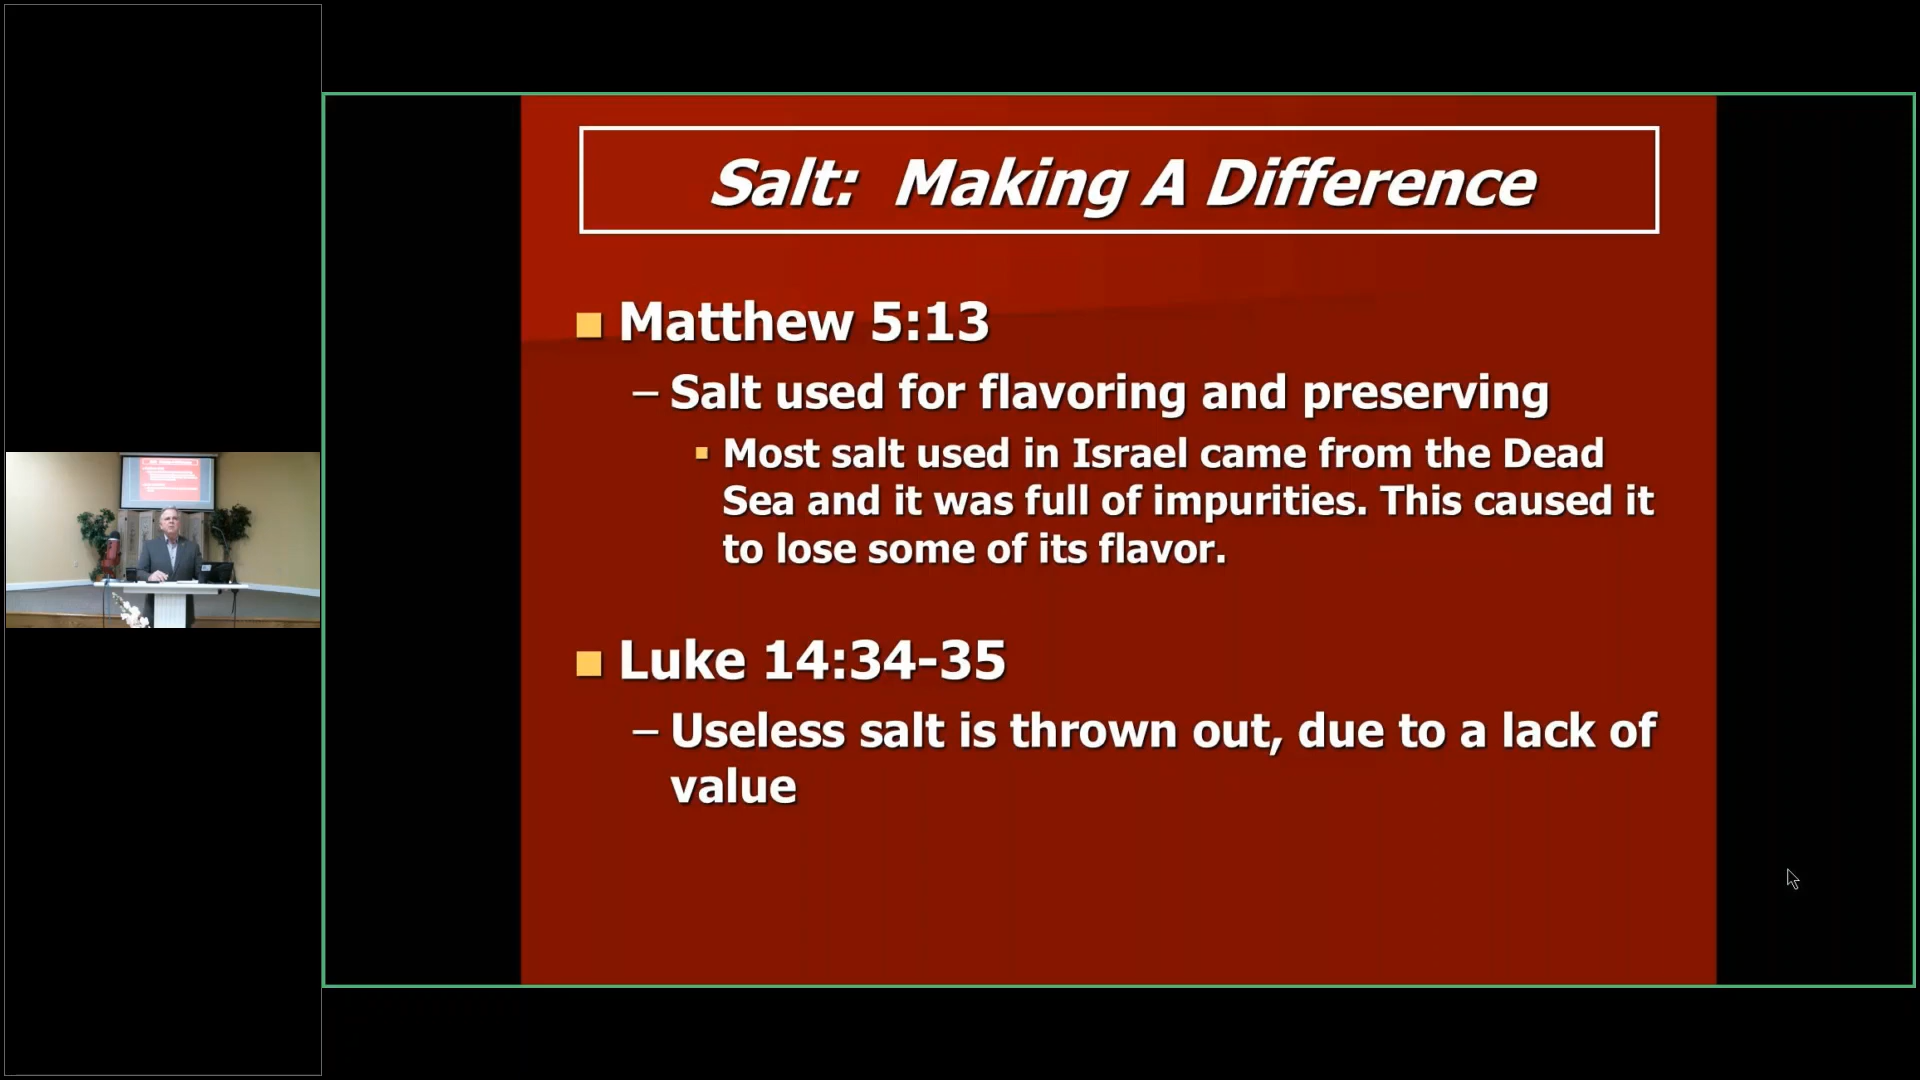 Salt: Making A Difference
Matthew 5:13
– Salt used for flavoring and preserving
Most salt used in Israel came from the Dead
Sea and it was full of impurities. This caused it
to lose some of its flavor.
Luke 14:34-35
– Useless salt is thrown out, due to a lack of
value